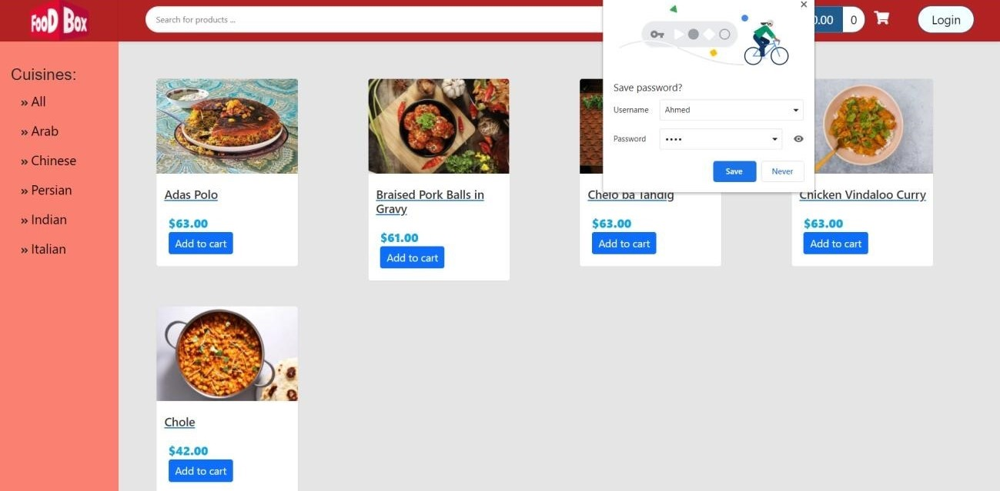 FooD Box
Search for products ...
0.00
0
Login
Cuisines:
» All
» Arab
» Chinese
» Persian
» Indian
» Italian
Save password?
Username
Ahmed
Password
••••
Save
Never
Adas Polo
$63.00
Add to cart
Braised Pork Balls in
Gravy
$61.00
Add to cart
Chelo ba Tahdig
$63.00
Add to cart
Chicken Vindaloo Curry
$63.00
Add to cart
Chole
$42.00
Add to cart